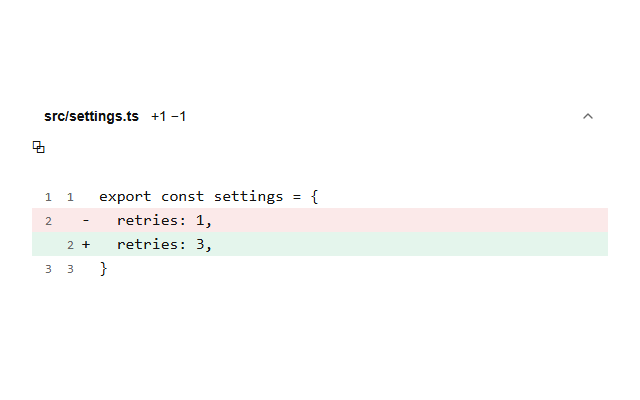 src/settings.ts +1 −1
1 1 export const settings = {
2 -   retries: 1,
2 +   retries: 3,
3 3 }